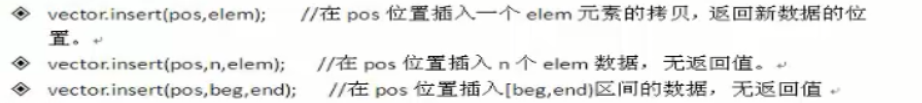 ◈ vector.insert(pos,elem);    //在 pos 位置插入一个 elem 元素的拷贝，返回新数据的位
置。↵
◈ vector.insert(pos,n,elem);    //在 pos 位置插入 n 个 elem 数据，无返回值。↵
◈ vector.insert(pos,beg,end);    //在 pos 位置插入[beg,end)区间的数据，无返回值↵